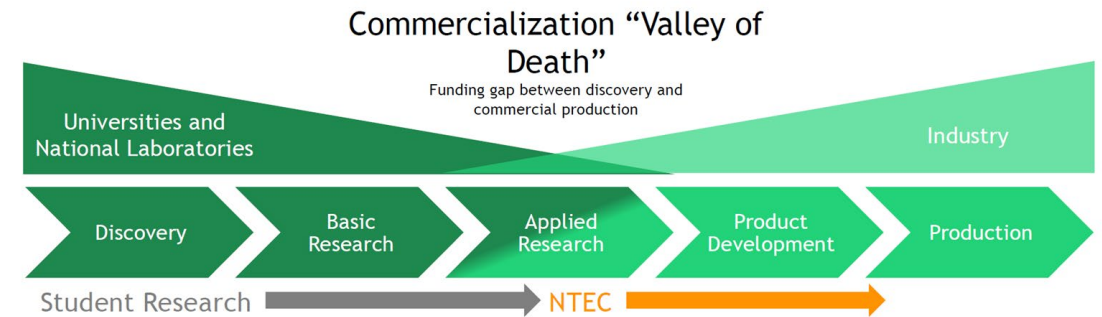 Commercialization “Valley of
Death”
Funding gap between discovery and
commercial production
Universities and
National Laboratories
Industry
Discovery
Basic
Research
Applied
Research
Product
Development
Production
Student Research
NTEC